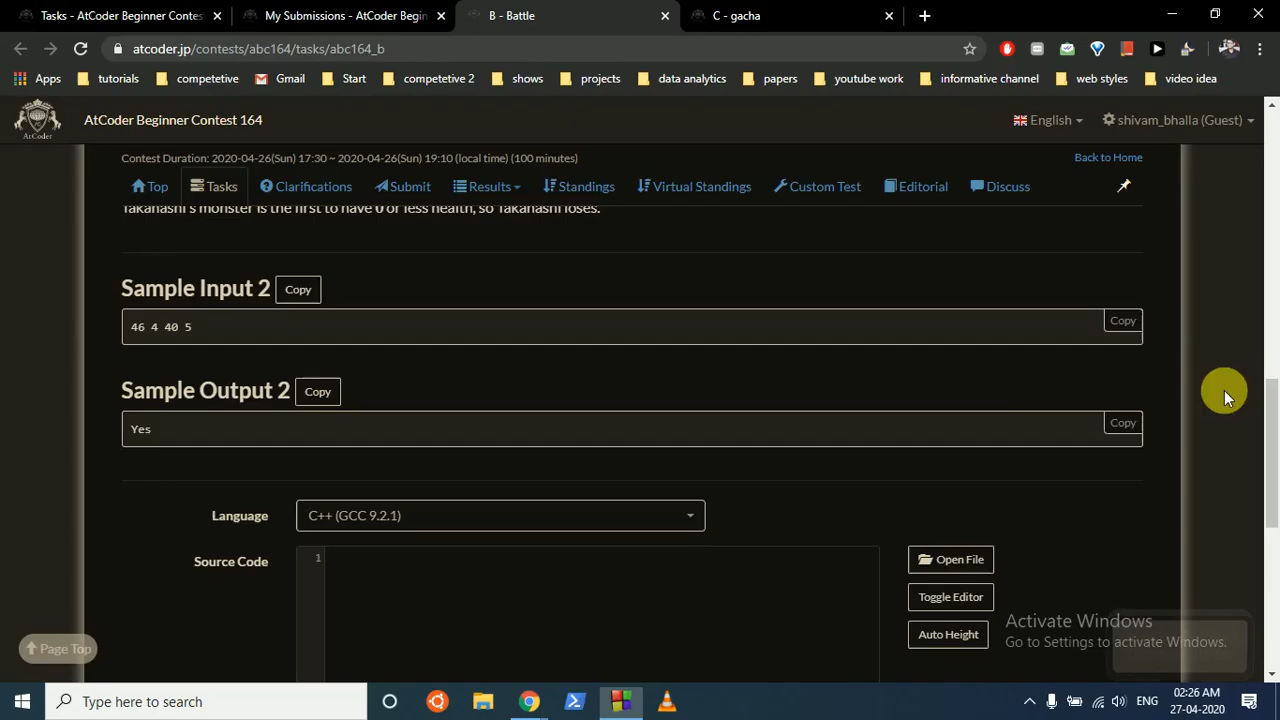 Tasks - AtCoder Beginner Contes
My Submissions - AtCoder Begin
B - Battle
C - gacha
atcoder.jp/contests/abc164/tasks/abc164_b
Apps
tutorials
competetive
Gmail
Start
competetive 2
shows
projects
data analytics
papers
youtube work
informative channel
web styles
video idea
AtCoder
AtCoder Beginner Contest 164
English
shivam_bhalla (Guest)
Contest Duration: 2020-04-26(Sun) 17:30 ~ 2020-04-26(Sun) 19:10 (local time) (100 minutes)
Back to Home
Top
Tasks
Clarifications
Submit
Results
Standings
Virtual Standings
Custom Test
Editorial
Discuss
Takahashi's monster is the first to have 0 or less health, so Takahashi loses.
Sample Input 2
Copy
46 4 40 5
Copy
Sample Output 2
Copy
Yes
Copy
Language
C++ (GCC 9.2.1)
Source Code
1
Open File
Toggle Editor
Auto Height
Activate Windows
Go to Settings to activate Windows.
Page Top
Type here to search
ENG
02:26 AM
27-04-2020